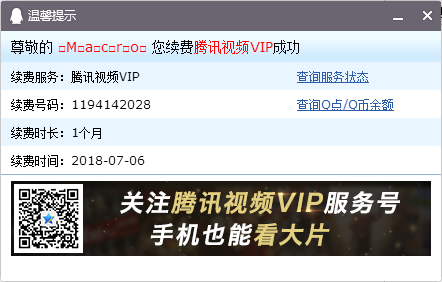 温馨提示
尊敬的 □M□a□c□r□o□ 您续费腾讯视频VIP成功
续费服务：腾讯视频VIP 查询服务状态
续费号码：1194142028 查询Q点/Q币余额
续费时长：1个月
续费时间：2018-07-06
关注腾讯视频VIP服务号
手机也能看大片